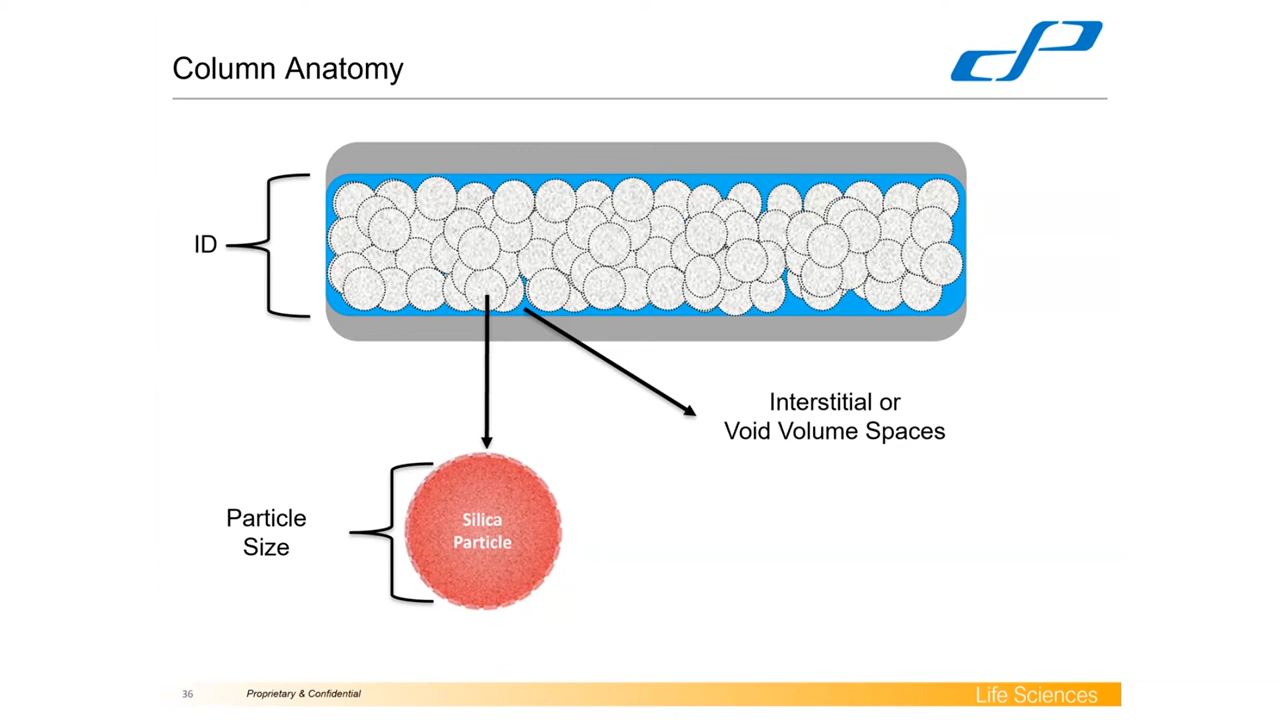 Column Anatomy
ID
Interstitial or
Void Volume Spaces
Particle
Size
Silica
Particle
36
Proprietary & Confidential
Life Sciences